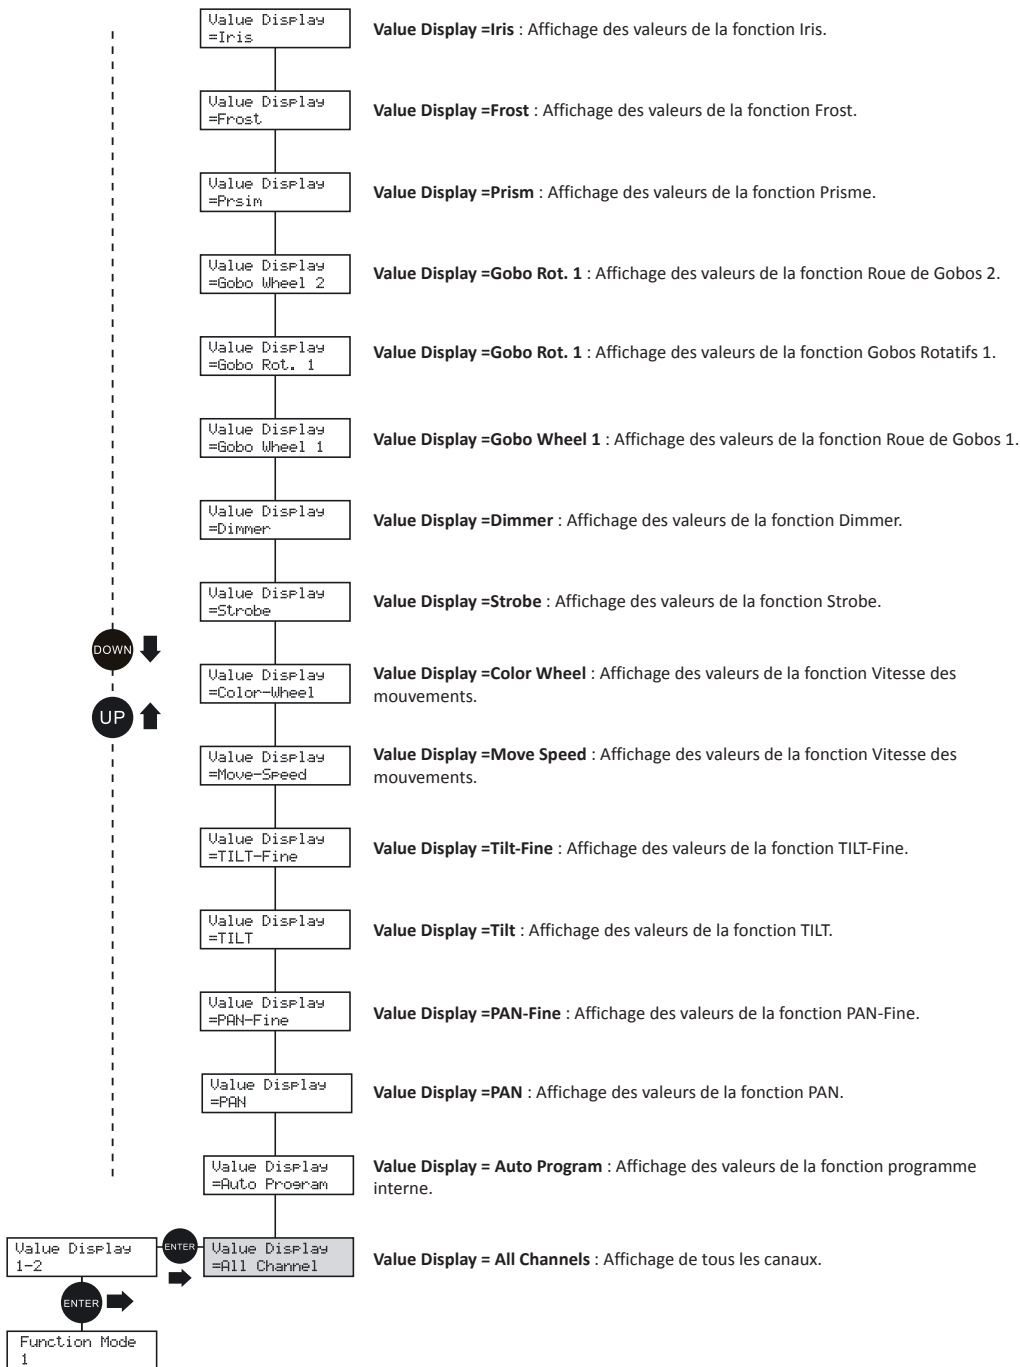 Value Display
=Iris
Value Display =Iris : Affichage des valeurs de la fonction Iris.
Value Display
=Frost
Value Display =Frost : Affichage des valeurs de la fonction Frost.
Value Display
=Prsim
Value Display =Prism : Affichage des valeurs de la fonction Prisme.
Value Display
=Gobo Wheel 2
Value Display =Gobo Rot. 1 : Affichage des valeurs de la fonction Roue de Gobos 2.
Value Display
=Gobo Rot. 1
Value Display =Gobo Rot. 1 : Affichage des valeurs de la fonction Gobos Rotatifs 1.
Value Display
=Gobo Wheel 1
Value Display =Gobo Wheel 1 : Affichage des valeurs de la fonction Roue de Gobos 1.
Value Display
=Dimmer
Value Display =Dimmer : Affichage des valeurs de la fonction Dimmer.
Value Display
=Strobe
Value Display =Strobe : Affichage des valeurs de la fonction Strobe.
DOWN
Value Display
=Color-Wheel
Value Display =Color Wheel : Affichage des valeurs de la fonction Vitesse des
mouvements.
UP
Value Display
=Move-Speed
Value Display =Move Speed : Affichage des valeurs de la fonction Vitesse des
mouvements.
Value Display
=TILT-Fine
Value Display =Tilt-Fine : Affichage des valeurs de la fonction TILT-Fine.
Value Display
=TILT
Value Display =Tilt : Affichage des valeurs de la fonction TILT.
Value Display
=PAN-Fine
Value Display =PAN-Fine : Affichage des valeurs de la fonction PAN-Fine.
Value Display
=PAN
Value Display =PAN : Affichage des valeurs de la fonction PAN.
Value Display
=Auto Program
Value Display = Auto Program : Affichage des valeurs de la fonction programme
interne.
Value Display
1-2
ENTER
Value Display
=All Channel
Value Display = All Channels : Affichage de tous les canaux.
ENTER
Function Mode
1